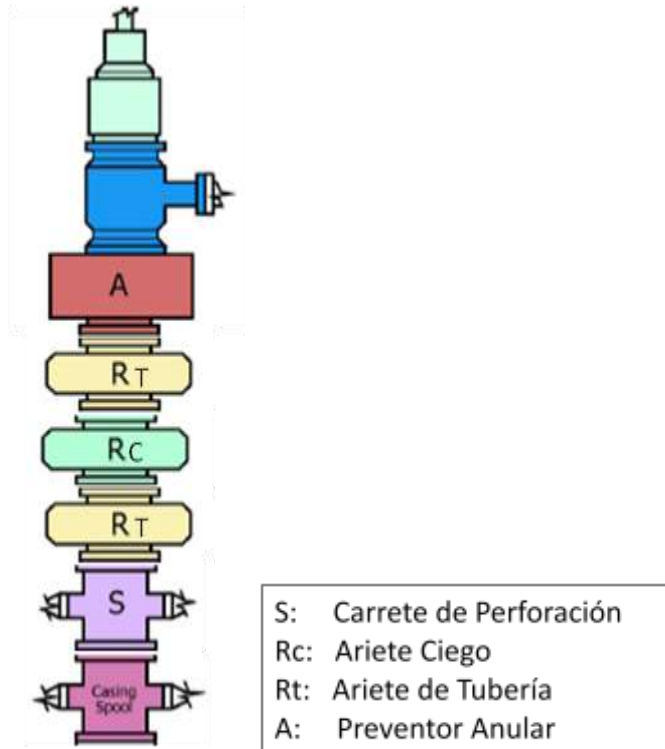 A
RT
RC
RT
S
Casing
Spool
S: Carrete de Perforación
Rc: Ariete Ciego
Rt: Ariete de Tubería
A: Preventor Anular